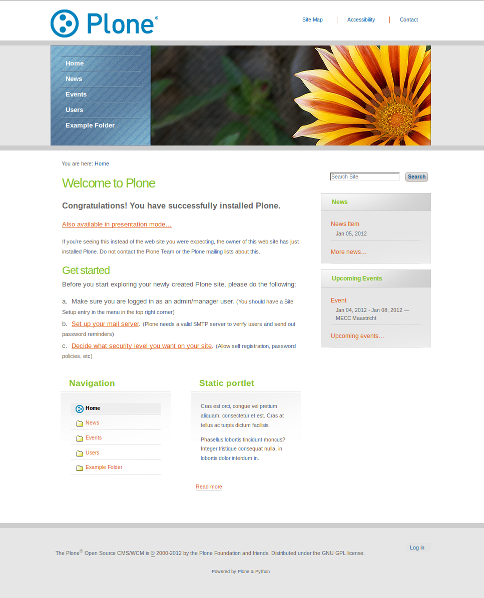 Plone®
Site Map
Accessibility
Contact
Home
News
Events
Users
Example Folder
You are here: Home
Search Site
Search
Welcome to Plone
Congratulations! You have successfully installed Plone.
Also available in presentation mode...
If you're seeing this instead of the web site you were expecting, the owner of this web site has just
installed Plone. Do not contact the Plone Team or the Plone mailing lists about this.
Get started
Before you start exploring your newly created Plone site, please do the following:
a. Make sure you are logged in as an admin/manager user. (You should have a Site
Setup entry in the menu in the top right corner)
b. Set up your mail server. (Plone needs a valid SMTP server to verify users and send out
password reminders)
c. Decide what security level you want on your site. (Allow self registration, password
policies, etc)
News
News Item
Jan 05, 2012
More news...
Upcoming Events
Event
Jan 04, 2012 - Jan 08, 2012 —
MECC Maastricht
Upcoming events...
Navigation
Home
News
Events
Users
Example Folder
Static portlet
Cras est orci, congue vel pretium
aliquam, consectetur et est. Cras at
tellus ac turpis dictum facilisis
Phasellus lobortis tincidunt rhoncus?
Integer tristique consequat nulla, in
lobortis dolor interdum in.
Read more
Log in
The Plone® Open Source CMS/WCM is © 2000-2012 by the Plone Foundation and friends. Distributed under the GNU GPL license.
Powered by Plone & Python